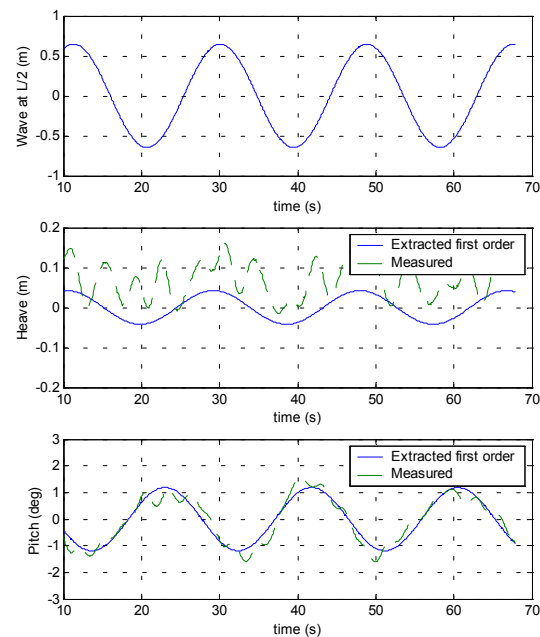 1
0.5
0
-0.5
-1
Wave at L/2 (m)
10 20 30 40 50 60 70
time (s)
0.2
0.1
0
-0.1
-0.2
Heave (m)
Extracted first order
Measured
10 20 30 40 50 60 70
time (s)
3
2
1
0
-1
-2
-3
Pitch (deg)
Extracted first order
Measured
10 20 30 40 50 60 70
time (s)